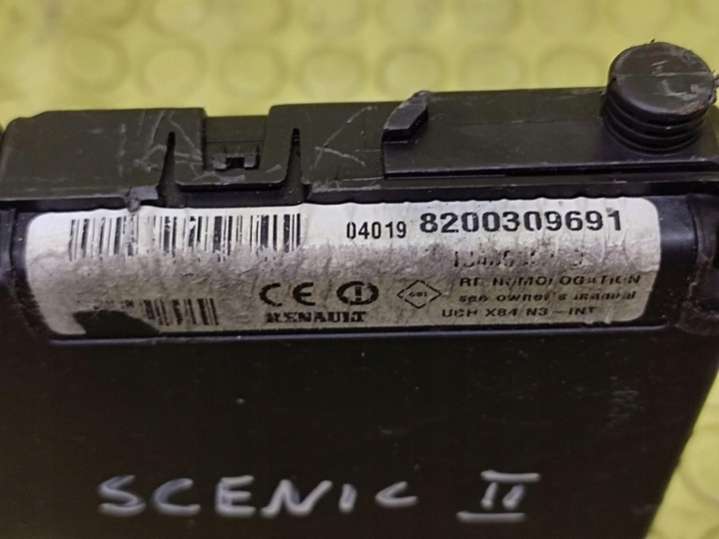 04019 8200309691
CE
RF HOMOLOGATION
see owner's manual
RENAULT
UCH X84 N3-INT
SCENIC II